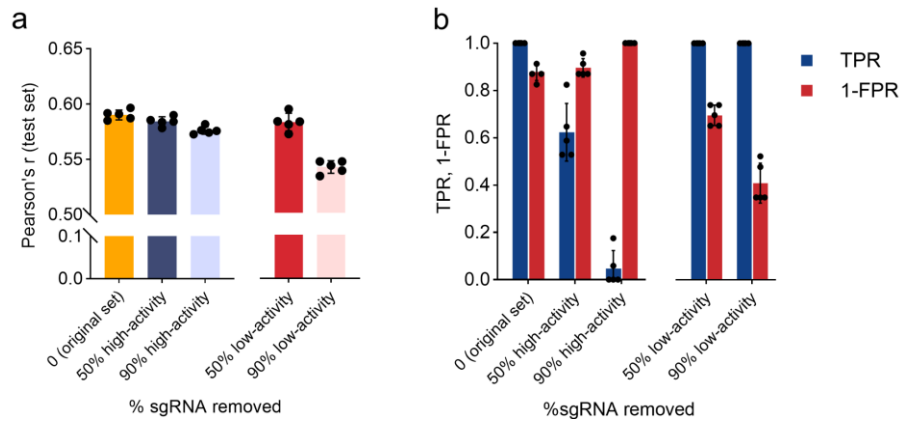 a
Pearson's r (test set)
0.65
0.60
0.55
0.50
0.1
0.0
0 (original set)
50% high-activity
90% high-activity
50% low-activity
90% low-activity
% sgRNA removed
b
TPR, 1-FPR
1.0
0.8
0.6
0.4
0.2
0.0
TPR
1-FPR
0 (original set)
50% high-activity
90% high-activity
50% low-activity
90% low-activity
%sgRNA removed